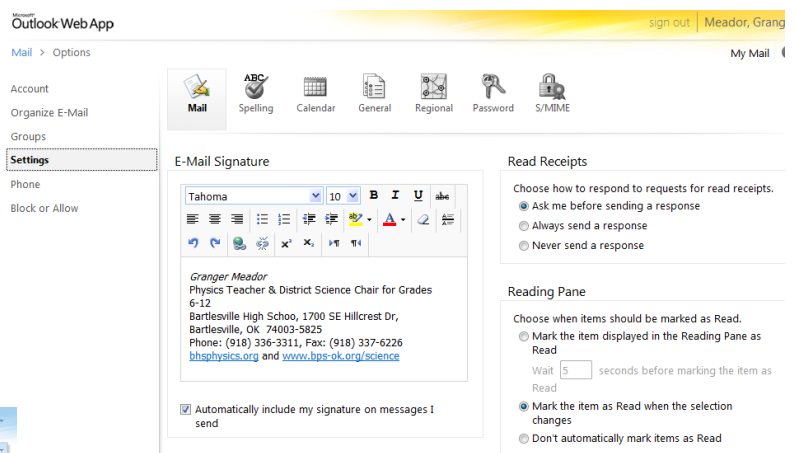 Microsoft
Outlook Web App
sign out
Meador, Grang
Mail > Options
My Mail
Account
Organize E-Mail
Groups
Settings
Phone
Block or Allow
Mail
Spelling
Calendar
General
Regional
Password
S/MIME
E-Mail Signature
Tahoma
10
B I U abc
ab
A
x² x₂
Granger Meador
Physics Teacher & District Science Chair for Grades
6-12
Bartlesville High Schoo, 1700 SE Hillcrest Dr,
Bartlesville, OK 74003-5825
Phone: (918) 336-3311, Fax: (918) 337-6226
bhsphysics.org and www.bps-ok.org/science
Automatically include my signature on messages I
send
Read Receipts
Choose how to respond to requests for read receipts.
Ask me before sending a response
Always send a response
Never send a response
Reading Pane
Choose when items should be marked as Read.
Mark the item displayed in the Reading Pane as
Read
Wait 5 seconds before marking the item as
Read
Mark the item as Read when the selection
changes
Don't automatically mark items as Read